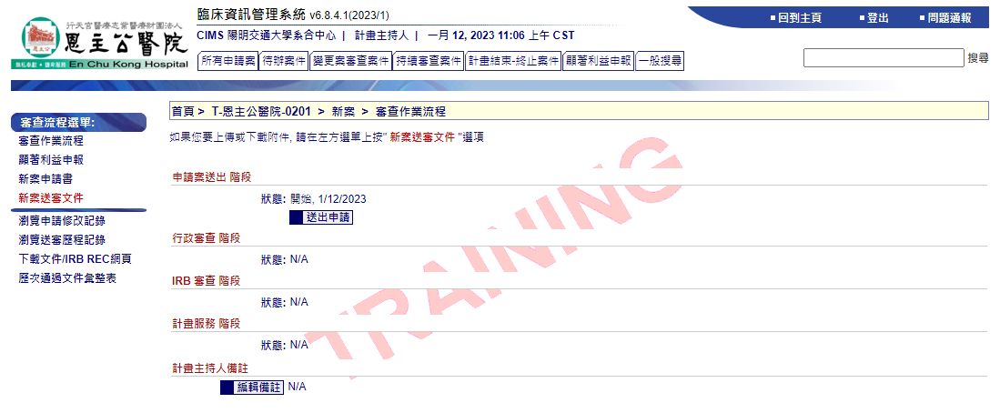 行天宮醫療志業醫療財團法人
恩主公醫院
En Chu Kong Hospital
臨床資訊管理系統 v6.8.4.1(2023/1)
回到主頁 登出 問題通報
CIMS 陽明交通大學系合中心 | 計畫主持人 | 一月 12, 2023 11:06 上午 CST
所有申請案 待辦案件 變更案審查案件 持續審查案件 計畫結束-終止案件 顯著利益申報 一般搜尋
搜尋
審查流程選單:
審查作業流程
顯著利益申報
新案申請書
新案送審文件
瀏覽申請修改記錄
瀏覽送審歷程記錄
下載文件/IRB REC網頁
歷次通過文件彙整表
首頁 > T-恩主公醫院-0201 > 新案 > 審查作業流程
如果您要上傳或下載附件, 請在左方選單上按" 新案送審文件 "選項
申請案送出 階段
狀態: 開始, 1/12/2023
送出申請
行政審查 階段
狀態: N/A
IRB 審查 階段
狀態: N/A
計畫服務 階段
狀態: N/A
計畫主持人備註
編輯備註 N/A
TRAINING